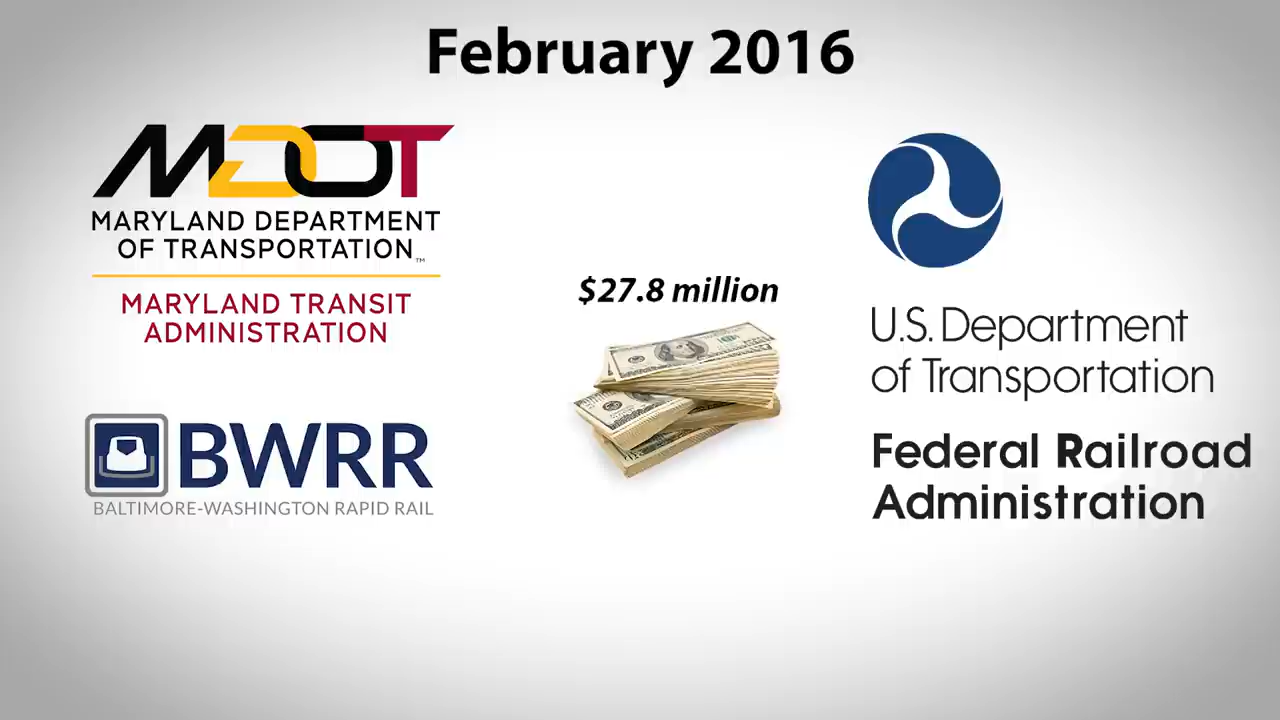 February 2016
MDOT
MARYLAND DEPARTMENT
OF TRANSPORTATION™
MARYLAND TRANSIT
ADMINISTRATION
BWRR
BALTIMORE-WASHINGTON RAPID RAIL
$27.8 million
U.S. Department
of Transportation
Federal Railroad
Administration